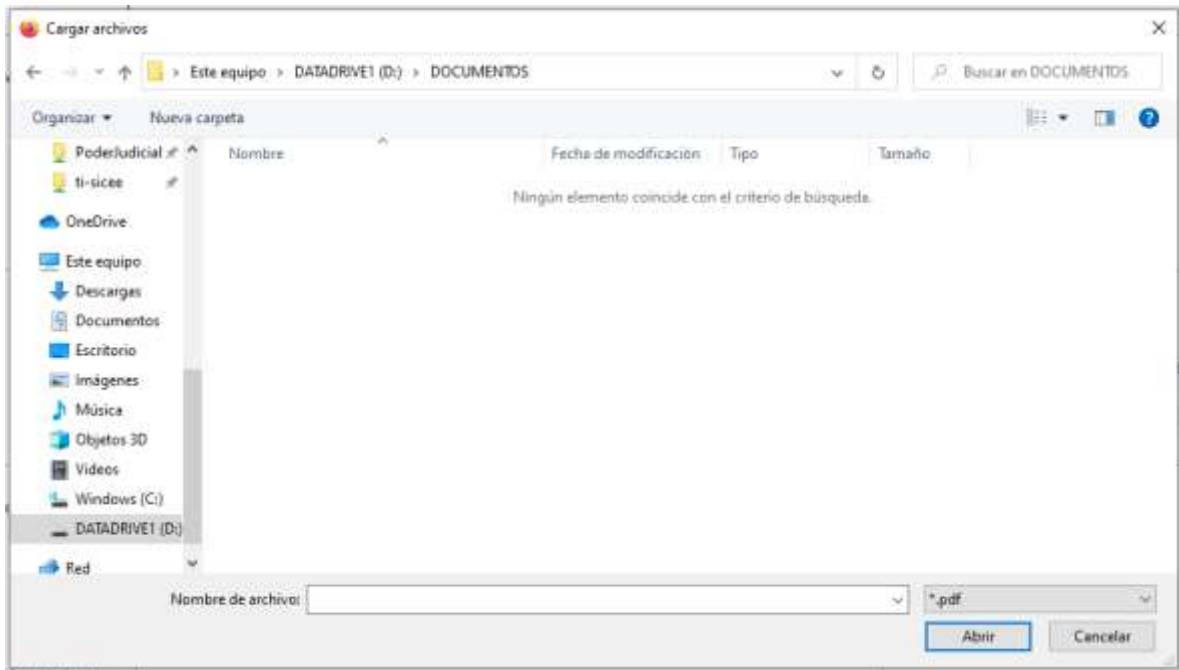 Cargar archivos
Este equipo > DATADRIVE1 (D:) > DOCUMENTOS
Buscar en DOCUMENTOS
Organizar
Nueva carpeta
Nombre
Fecha de modificación
Tipo
Tamaño
Ningún elemento coincide con el criterio de búsqueda.
PoderJudicial
ti-sicee
OneDrive
Este equipo
Descargas
Documentos
Escritorio
Imágenes
Música
Objetos 3D
Videos
Windows (C:)
DATADRIVE1 (D:)
Red
Nombre de archivo:
*.pdf
Abrir
Cancelar